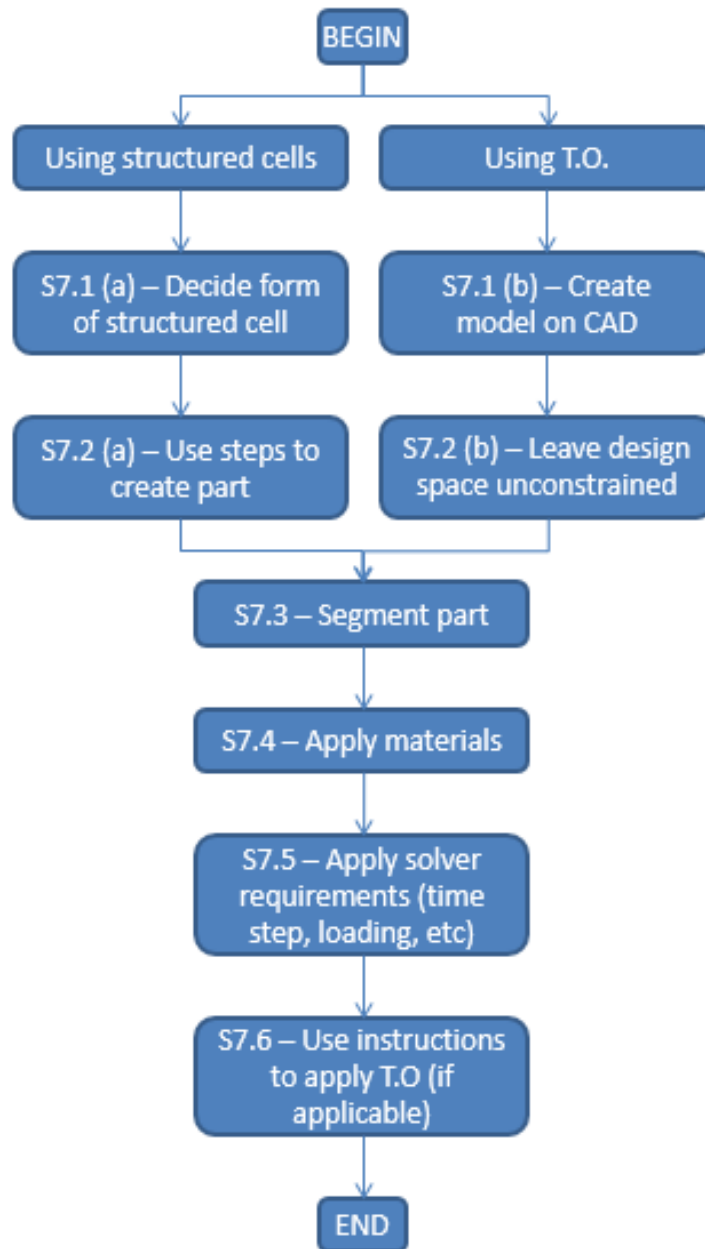 BEGIN
Using structured cells
Using T.O.
S7.1 (a) – Decide form
of structured cell
S7.1 (b) – Create
model on CAD
S7.2 (a) – Use steps to
create part
S7.2 (b) – Leave design
space unconstrained
S7.3 – Segment part
S7.4 – Apply materials
S7.5 – Apply solver
requirements (time
step, loading, etc)
S7.6 – Use instructions
to apply T.O (if
applicable)
END